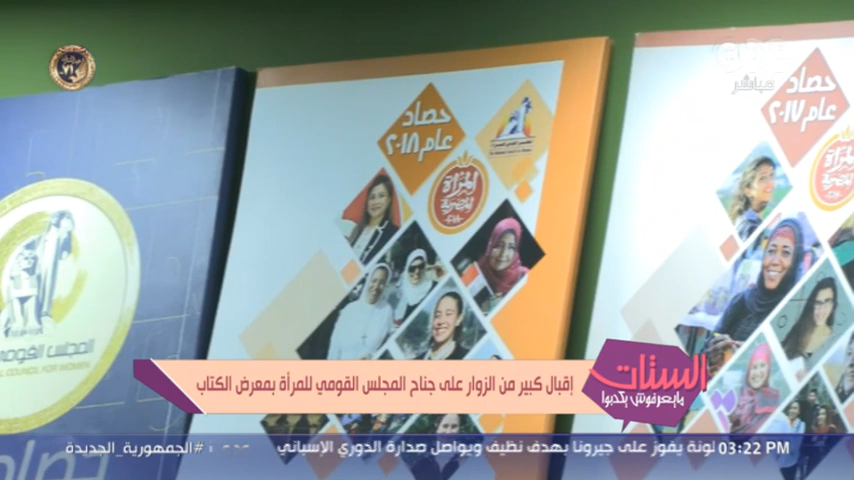 cbc
مباشر
حصاد
عام ٢٠١٨
المرأة
المصرية
حصاد
عام ٢٠١٧
المرأة
المصرية
المجلس القومي
COUNCIL FOR WOMEN
إقبال كبير من الزوار على جناح المجلس القومي للمرأة بمعرض الكتاب
الستات
مايعرفوش يكدبوا
حصاد
03:22 PM
لونة يفوز على جيرونا بهدف نظيف ويواصل صدارة الدوري الإسباني
#الجمهورية_الجديدة